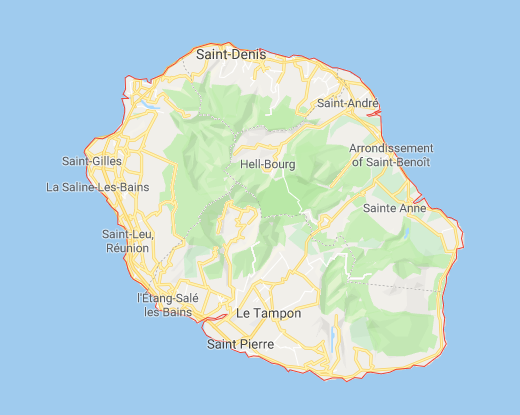 Saint-Denis
Saint-André
Arrondissement
of Saint-Benoît
Saint-Gilles
Hell-Bourg
La Saline-Les-Bains
Sainte Anne
Saint-Leu,
Réunion
l'Étang-Salé
les Bains
Le Tampon
Saint Pierre